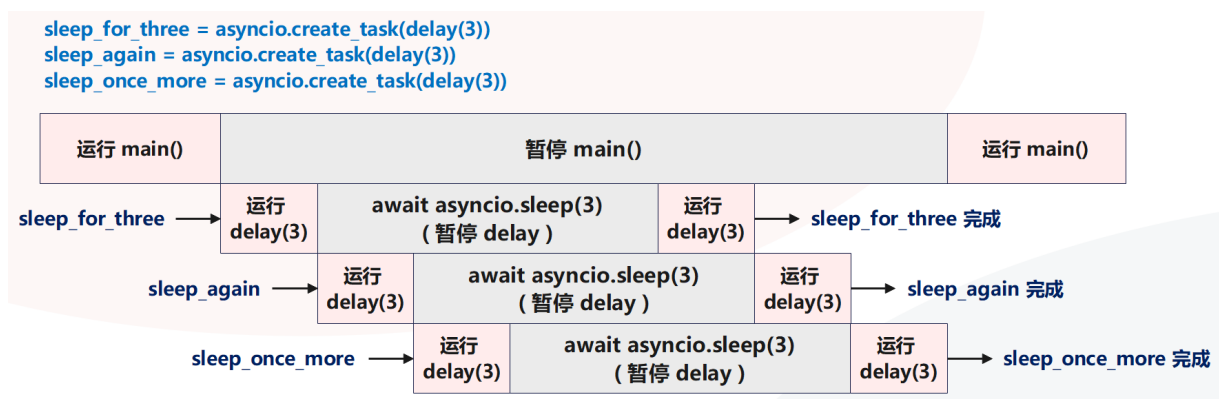 sleep_for_three = asyncio.create_task(delay(3))
sleep_again = asyncio.create_task(delay(3))
sleep_once_more = asyncio.create_task(delay(3))
运行 main()
暂停 main()
运行 main()
sleep_for_three
运行
delay(3)
await asyncio.sleep(3)
( 暂停 delay )
运行
delay(3)
sleep_for_three 完成
sleep_again
运行
delay(3)
await asyncio.sleep(3)
( 暂停 delay )
运行
delay(3)
sleep_again 完成
sleep_once_more
运行
delay(3)
await asyncio.sleep(3)
( 暂停 delay )
运行
delay(3)
sleep_once_more 完成